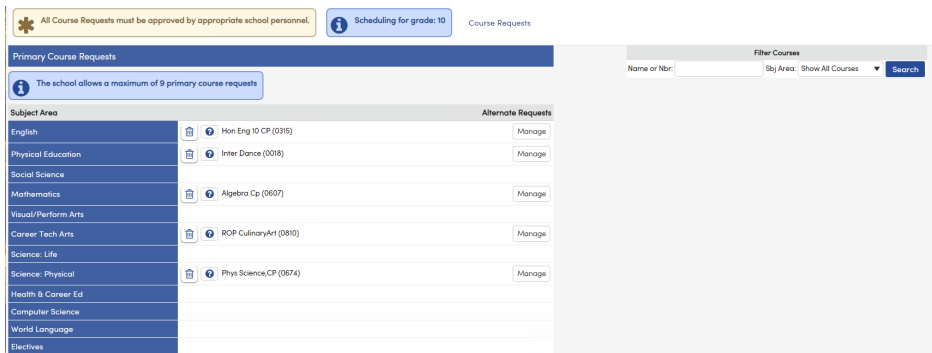 All Course Requests must be approved by appropriate school personnel.
Scheduling for grade: 10
Course Requests
Primary Course Requests
The school allows a maximum of 9 primary course requests
Subject Area Alternate Requests
English Hon Eng 10 CP (0315) Manage
Physical Education Inter Dance (0018) Manage
Social Science
Mathematics Algebra Cp (0607) Manage
Visual/Perform Arts
Career Tech Arts ROP CulinaryArt (0810) Manage
Science: Life
Science: Physical Phys Science,CP (0674) Manage
Health & Career Ed
Computer Science
World Language
Electives
Filter Courses
Name or Nbr: Sbj Area: Show All Courses Search